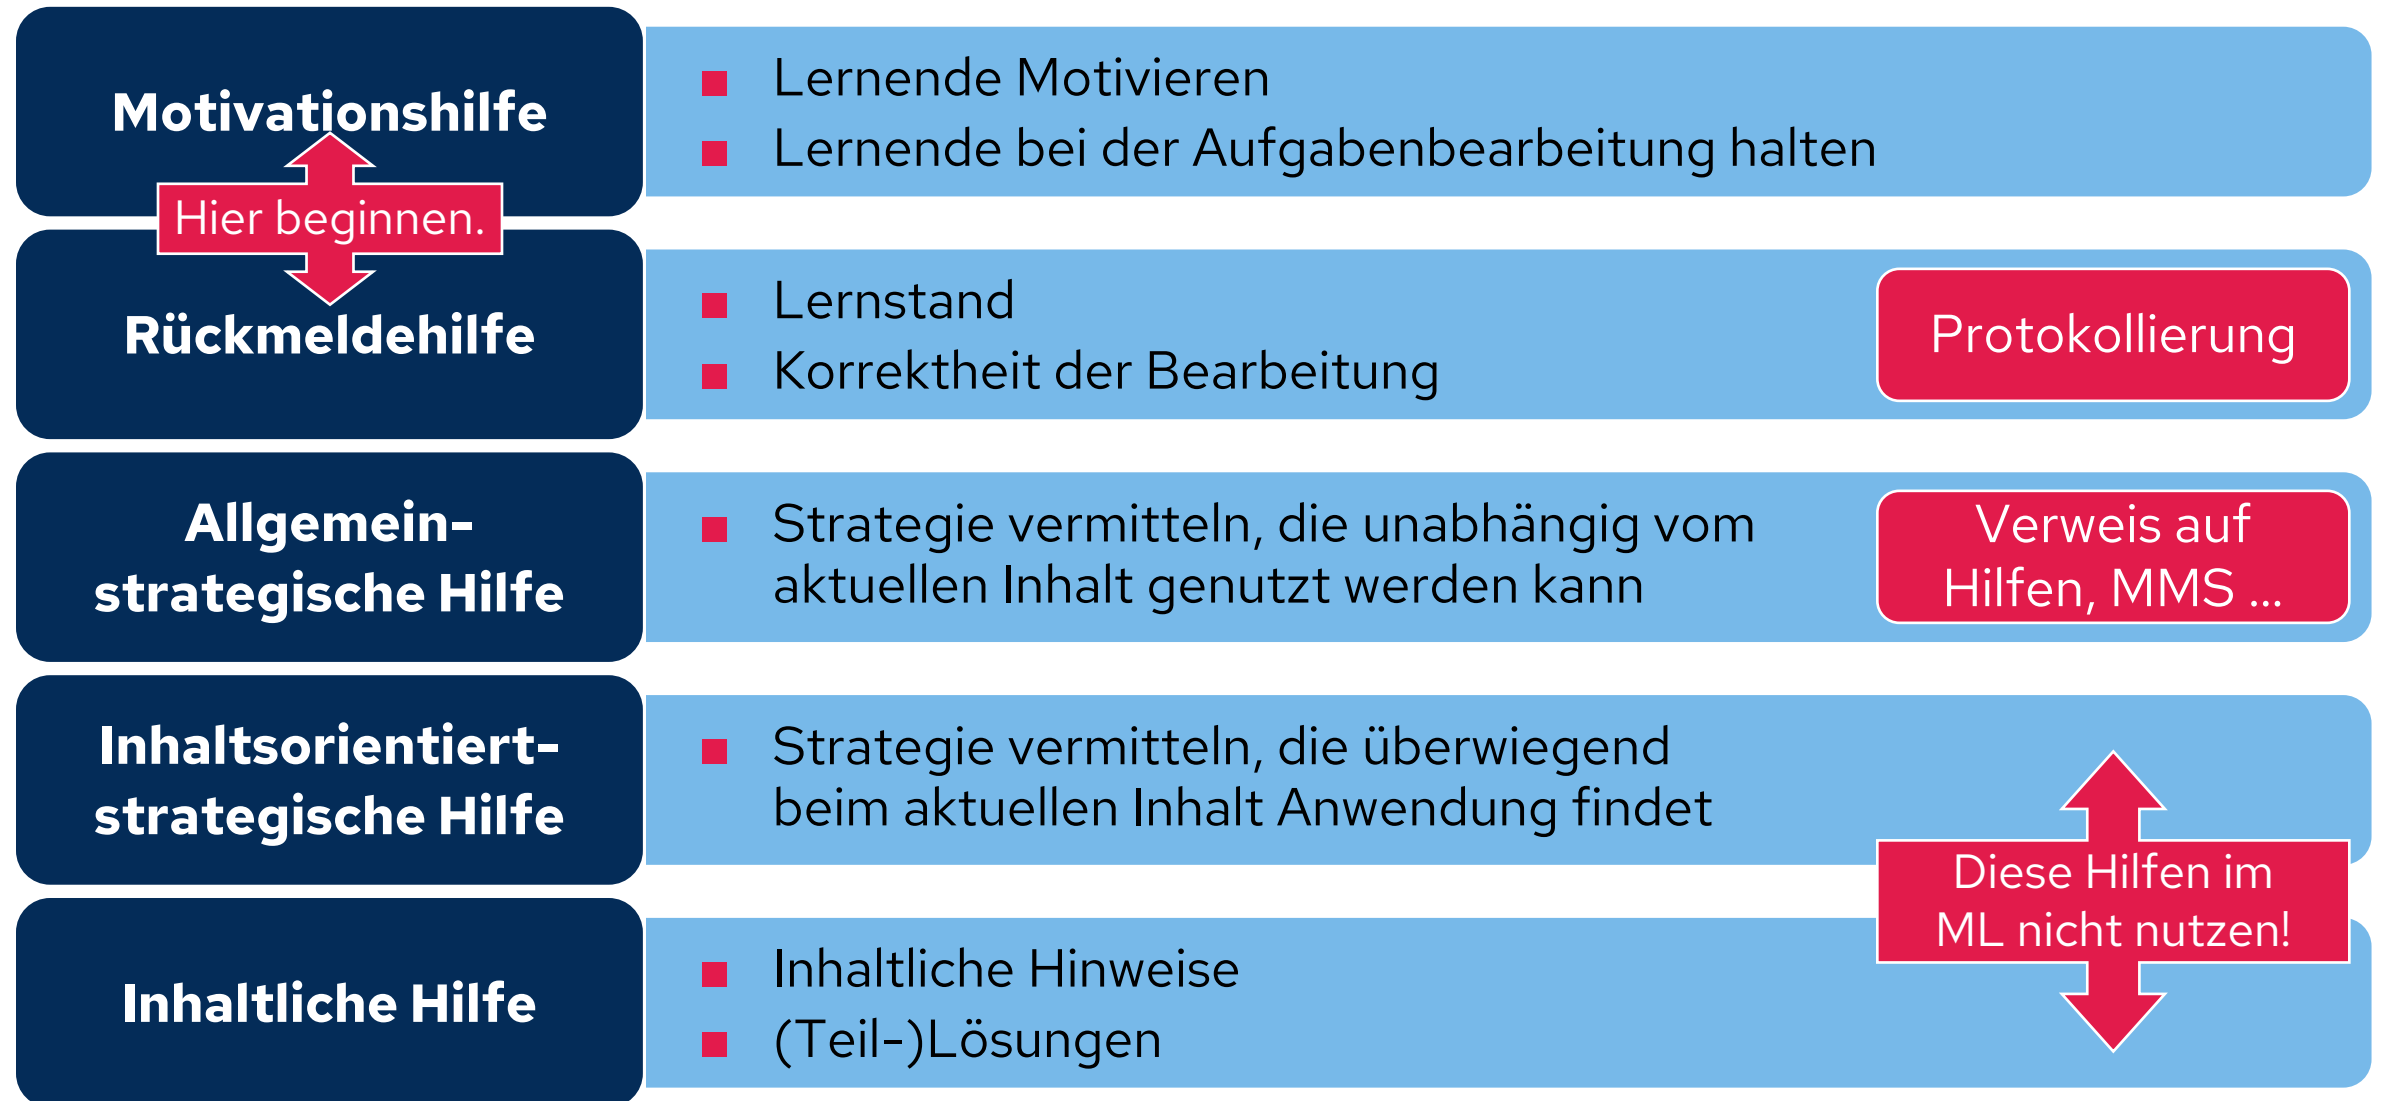 Motivationshilfe
Lernende Motivieren
Lernende bei der Aufgabenbearbeitung halten
Hier beginnen.
Rückmeldehilfe
Lernstand
Korrektheit der Bearbeitung
Protokollierung
Allgemein-
strategische Hilfe
Strategie vermitteln, die unabhängig vom
aktuellen Inhalt genutzt werden kann
Verweis auf
Hilfen, MMS ...
Inhaltsorientiert-
strategische Hilfe
Strategie vermitteln, die überwiegend
beim aktuellen Inhalt Anwendung findet
Diese Hilfen im
ML nicht nutzen!
Inhaltliche Hilfe
Inhaltliche Hinweise
(Teil-)Lösungen